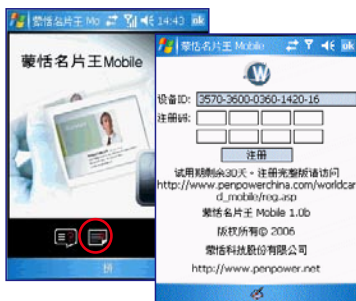 蒙恬名片王 Mo 14:43 ok
蒙恬名片王Mobile
蒙恬名片王 Mobile ok
设备ID: 3570-3600-0360-1420-16
注册码:
注册
试用期剩余30天。注册完整版请访问
http://www.penpowerchina.com/worldcar
d_mobile/reg.asp
蒙恬名片王 Mobile 1.0b
版权所有© 2006
蒙恬科技股份有限公司
http://www.penpower.net